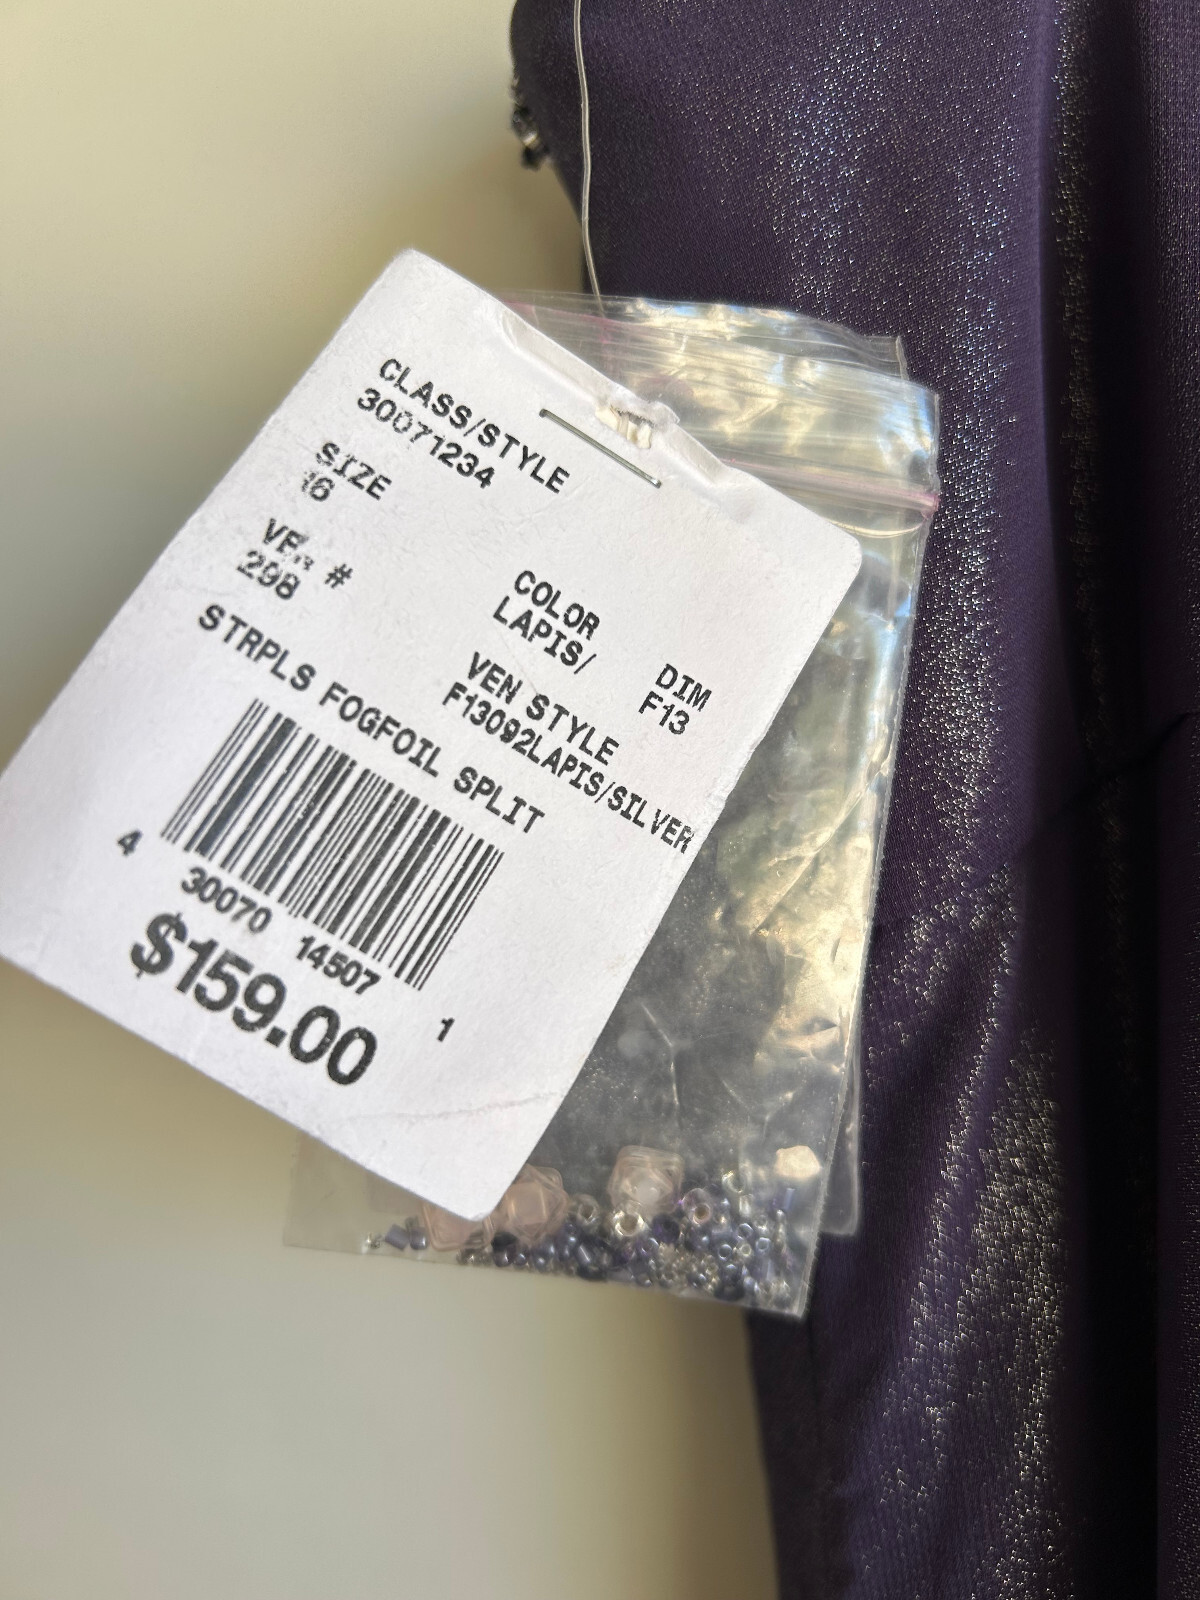 CLASS/STYLE
30071234
SIZE
16
COLOR
LAPIS/
DIM
F13
#
298
VEN STYLE
F13092LAPIS/SILVER
STRPLS FOGFOIL SPLIT
4 30070 14507 1
$159.00